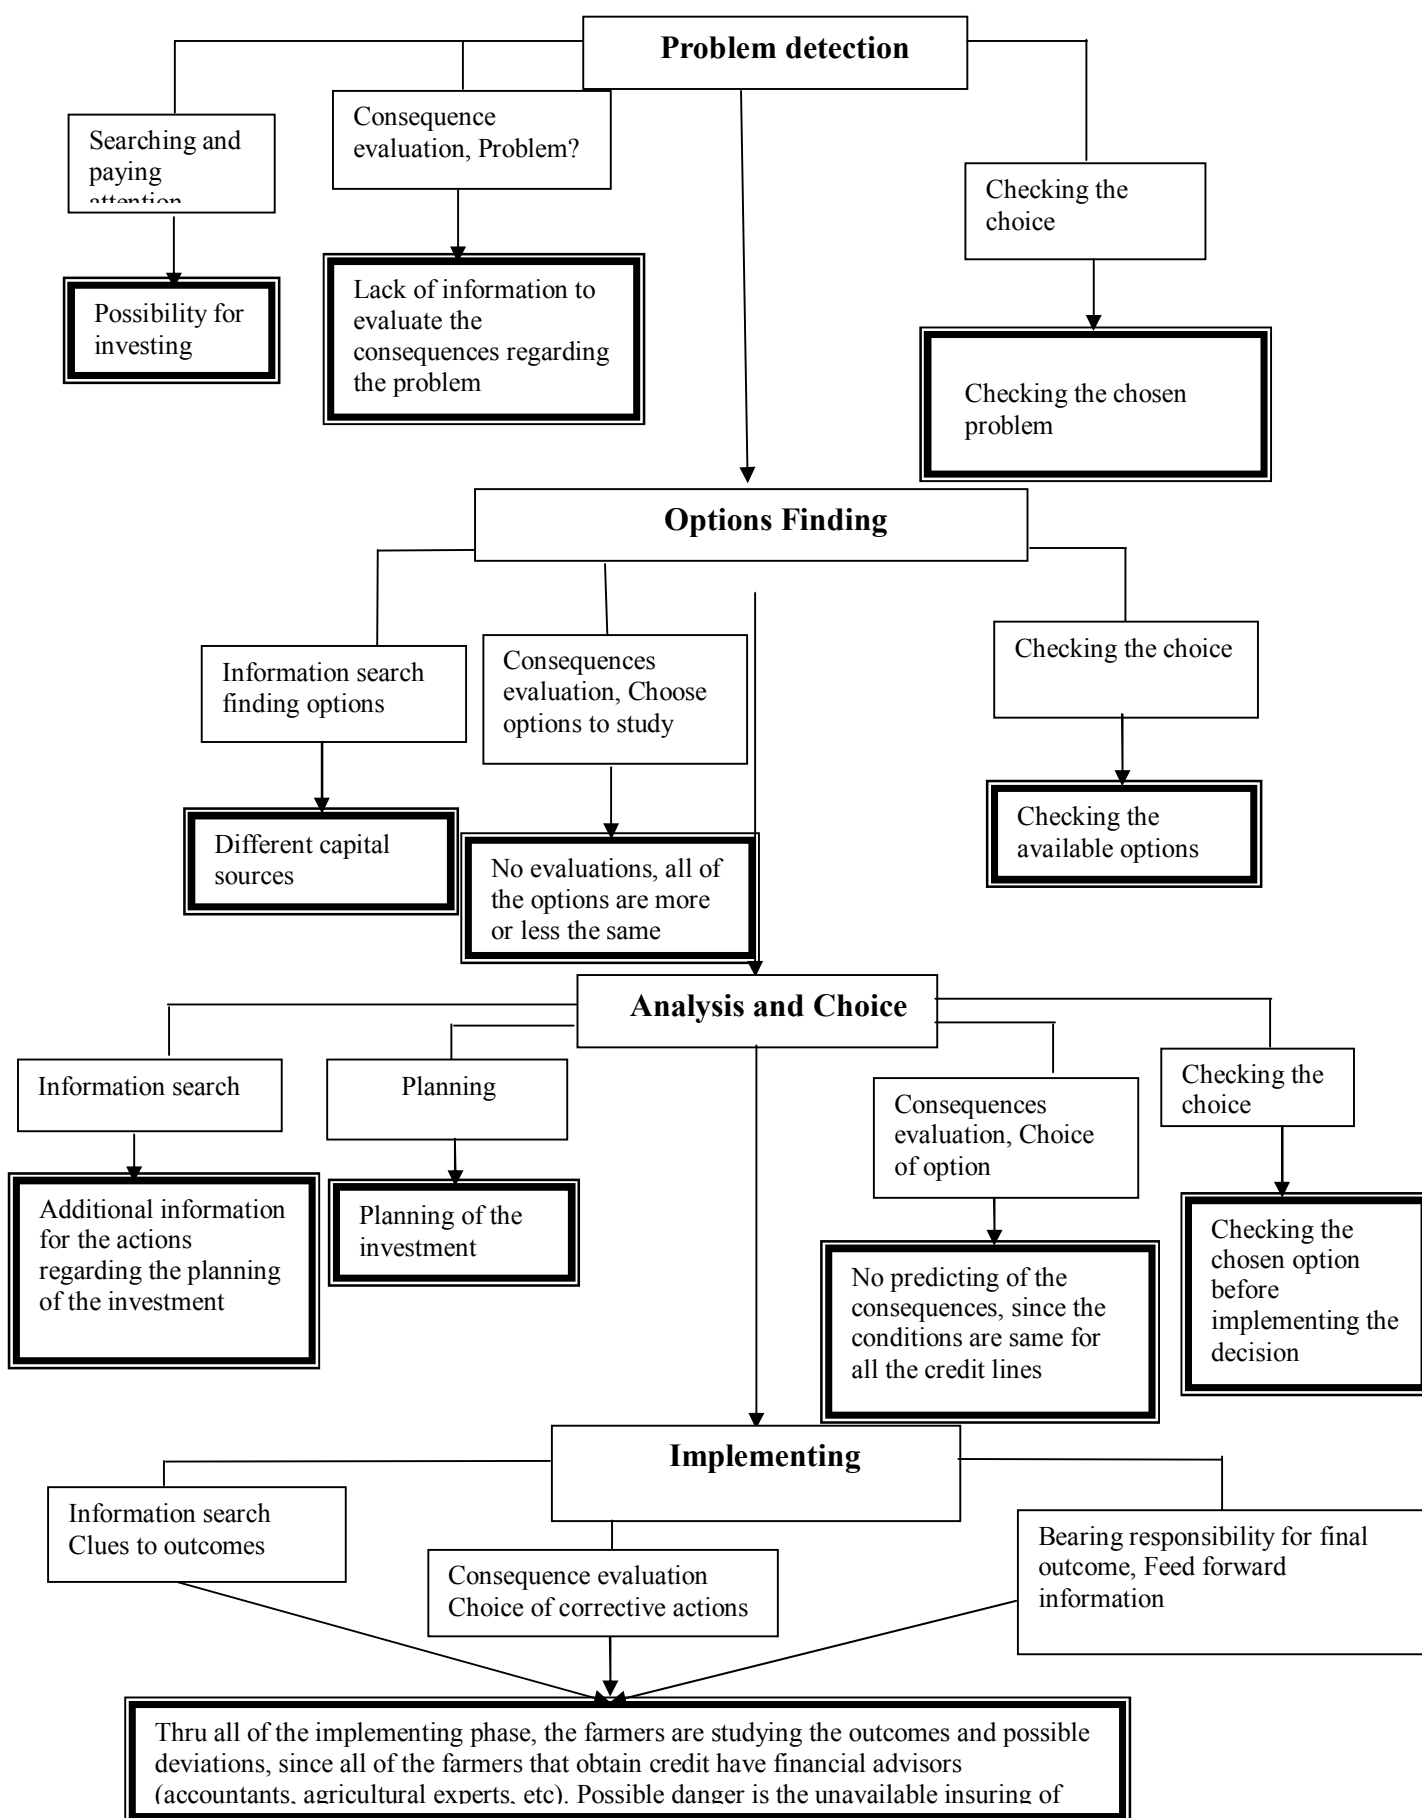 Problem detection
Searching and
paying
attention
Consequence
evaluation, Problem?
Checking the
choice
Possibility for
investing
Lack of information to
evaluate the
consequences regarding
the problem
Checking the chosen
problem
Options Finding
Information search
finding options
Consequences
evaluation, Choose
options to study
Checking the choice
Different capital
sources
No evaluations, all of
the options are more
or less the same
Checking the
available options
Analysis and Choice
Information search
Planning
Consequences
evaluation, Choice
of option
Checking the
choice
Additional information
for the actions
regarding the planning
of the investment
Planning of the
investment
No predicting of the
consequences, since the
conditions are same for
all the credit lines
Checking the
chosen option
before
implementing the
decision
Implementing
Information search
Clues to outcomes
Consequence evaluation
Choice of corrective actions
Bearing responsibility for final
outcome, Feed forward
information
Thru all of the implementing phase, the farmers are studying the outcomes and possible
deviations, since all of the farmers that obtain credit have financial advisors
(accountants, agricultural experts, etc). Possible danger is the unavailable insuring of